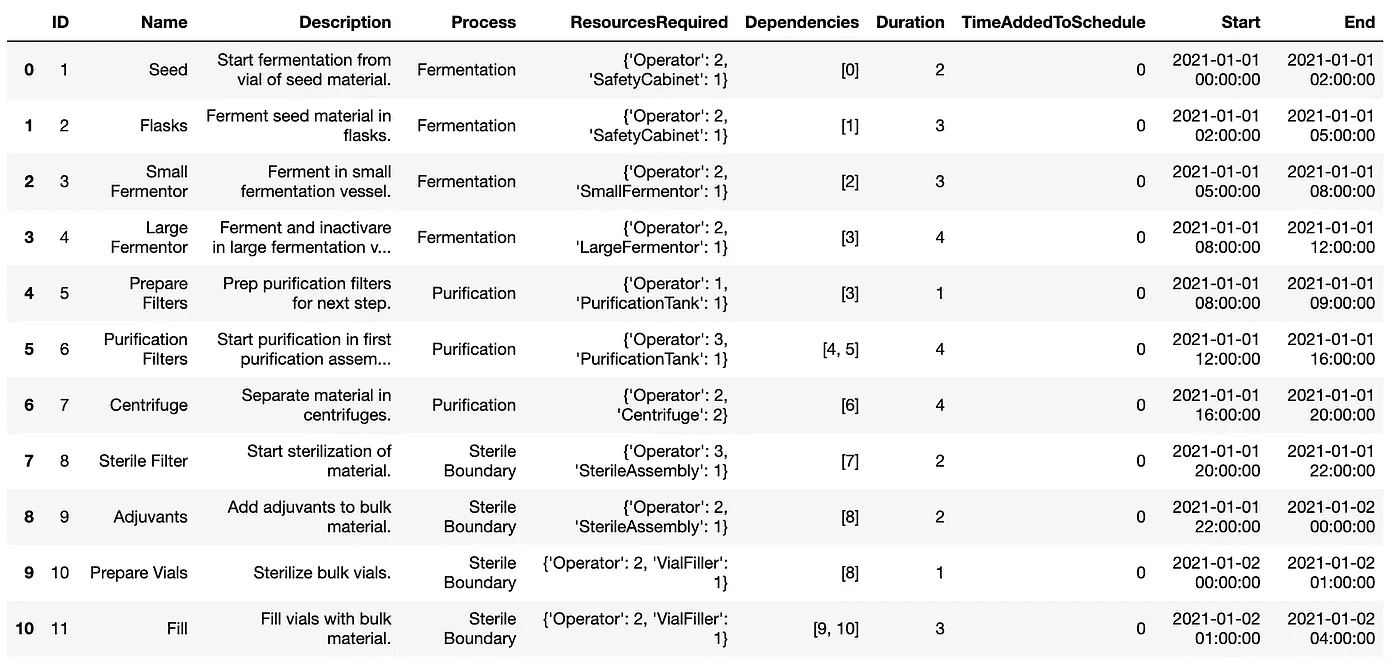 ID Name Description Process ResourcesRequired Dependencies Duration TimeAddedToSchedule Start End
0 1 Seed Start fermentation from vial of seed material. Fermentation {'Operator': 2, 'SafetyCabinet': 1} [0] 2 0 2021-01-01 00:00:00 2021-01-01 02:00:00
1 2 Flasks Ferment seed material in flasks. Fermentation {'Operator': 2, 'SafetyCabinet': 1} [1] 3 0 2021-01-01 02:00:00 2021-01-01 05:00:00
2 3 Small Fermentor Ferment in small fermentation vessel. Fermentation {'Operator': 2, 'SmallFermentor': 1} [2] 3 0 2021-01-01 05:00:00 2021-01-01 08:00:00
3 4 Large Fermentor Ferment and inactivare in large fermentation v... Fermentation {'Operator': 2, 'LargeFermentor': 1} [3] 4 0 2021-01-01 08:00:00 2021-01-01 12:00:00
4 5 Prepare Filters Prep purification filters for next step. Purification {'Operator': 1, 'PurificationTank': 1} [3] 1 0 2021-01-01 08:00:00 2021-01-01 09:00:00
5 6 Purification Filters Start purification in first purification assem... Purification {'Operator': 3, 'PurificationTank': 1} [4, 5] 4 0 2021-01-01 12:00:00 2021-01-01 16:00:00
6 7 Centrifuge Separate material in centrifuges. Purification {'Operator': 2, 'Centrifuge': 2} [6] 4 0 2021-01-01 16:00:00 2021-01-01 20:00:00
7 8 Sterile Filter Start sterilization of material. Sterile Boundary {'Operator': 3, 'SterileAssembly': 1} [7] 2 0 2021-01-01 20:00:00 2021-01-01 22:00:00
8 9 Adjuvants Add adjuvants to bulk material. Sterile Boundary {'Operator': 2, 'SterileAssembly': 1} [8] 2 0 2021-01-01 22:00:00 2021-01-02 00:00:00
9 10 Prepare Vials Sterilize bulk vials. Sterile Boundary {'Operator': 2, 'VialFiller': 1} [8] 1 0 2021-01-02 00:00:00 2021-01-02 01:00:00
10 11 Fill Fill vials with bulk material. Sterile Boundary {'Operator': 2, 'VialFiller': 1} [9, 10] 3 0 2021-01-02 01:00:00 2021-01-02 04:00:00